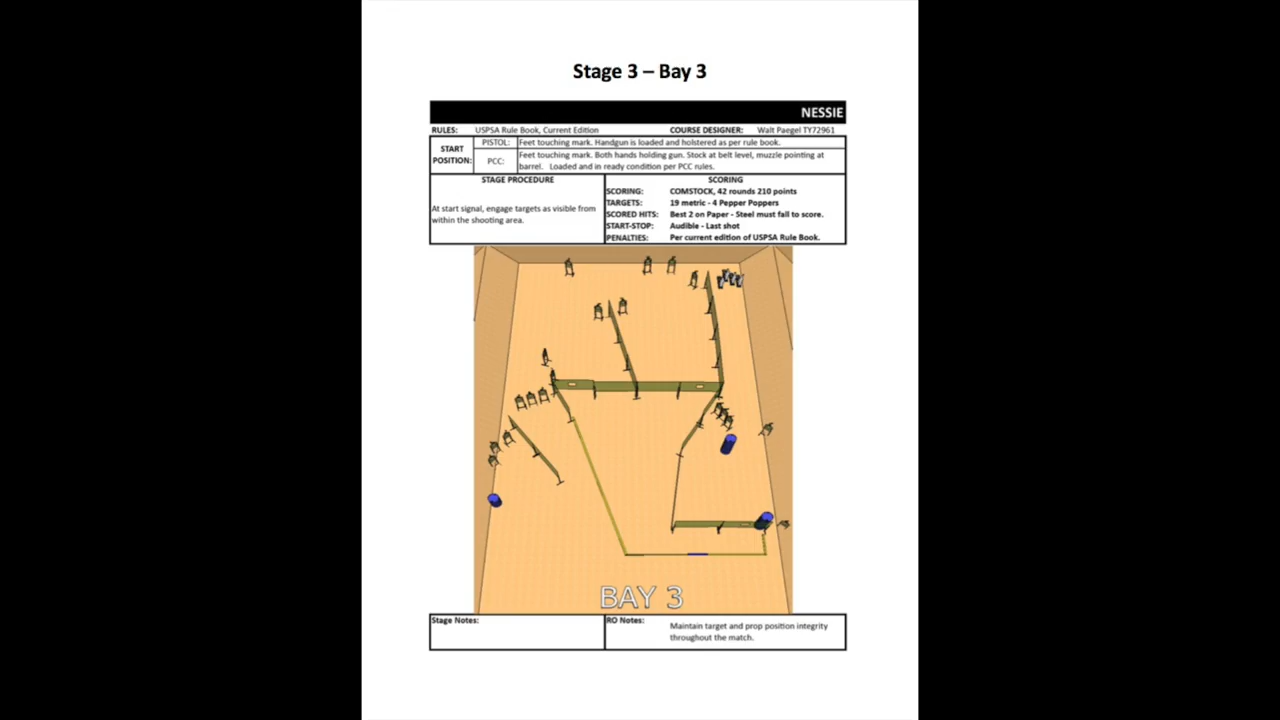 Stage 3 – Bay 3
NESSIE
RULES: USPSA Rule Book, Current Edition COURSE DESIGNER: Walt Paegel TY72961
START POSITION:
PISTOL: Feet touching mark. Handgun is loaded and holstered as per rule book.
PCC: Feet touching mark. Both hands holding gun. Stock at belt level, muzzle pointing at
barrel. Loaded and in ready condition per PCC rules.
STAGE PROCEDURE
At start signal, engage targets as visible from
within the shooting area.
SCORING
SCORING: COMSTOCK, 42 rounds 210 points
TARGETS: 19 metric - 4 Pepper Poppers
SCORED HITS: Best 2 on Paper - Steel must fall to score.
START-STOP: Audible - Last shot
PENALTIES: Per current edition of USPSA Rule Book.
BAY 3
Stage Notes:
RO Notes: Maintain target and prop position integrity
throughout the match.